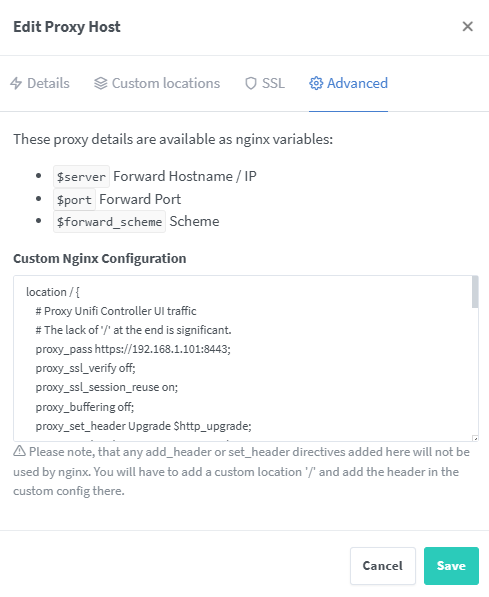 Edit Proxy Host
Details Custom locations SSL Advanced
These proxy details are available as nginx variables:
• $server Forward Hostname / IP
• $port Forward Port
• $forward_scheme Scheme
Custom Nginx Configuration
location / {
# Proxy Unifi Controller UI traffic
# The lack of '/' at the end is significant.
proxy_pass https://192.168.1.101:8443;
proxy_ssl_verify off;
proxy_ssl_session_reuse on;
proxy_buffering off;
proxy_set_header Upgrade $http_upgrade;
Please note, that any add_header or set_header directives added here will not be
used by nginx. You will have to add a custom location '/' and add the header in the
custom config there.
Cancel Save